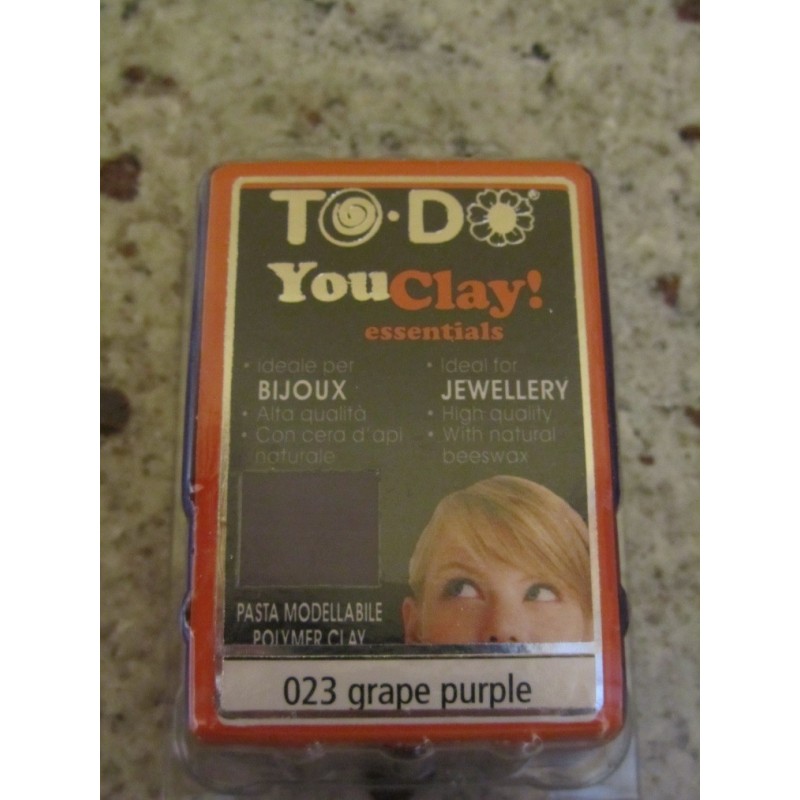 TO·DO®
YouClay!
essentials
• ideale per
BIJOUX
• Alta qualità
• Con cera d'api
naturale
• Ideal for
JEWELLERY
• High quality
• With natural
beeswax
PASTA MODELLABILE
POLYMER CLAY
023 grape purple